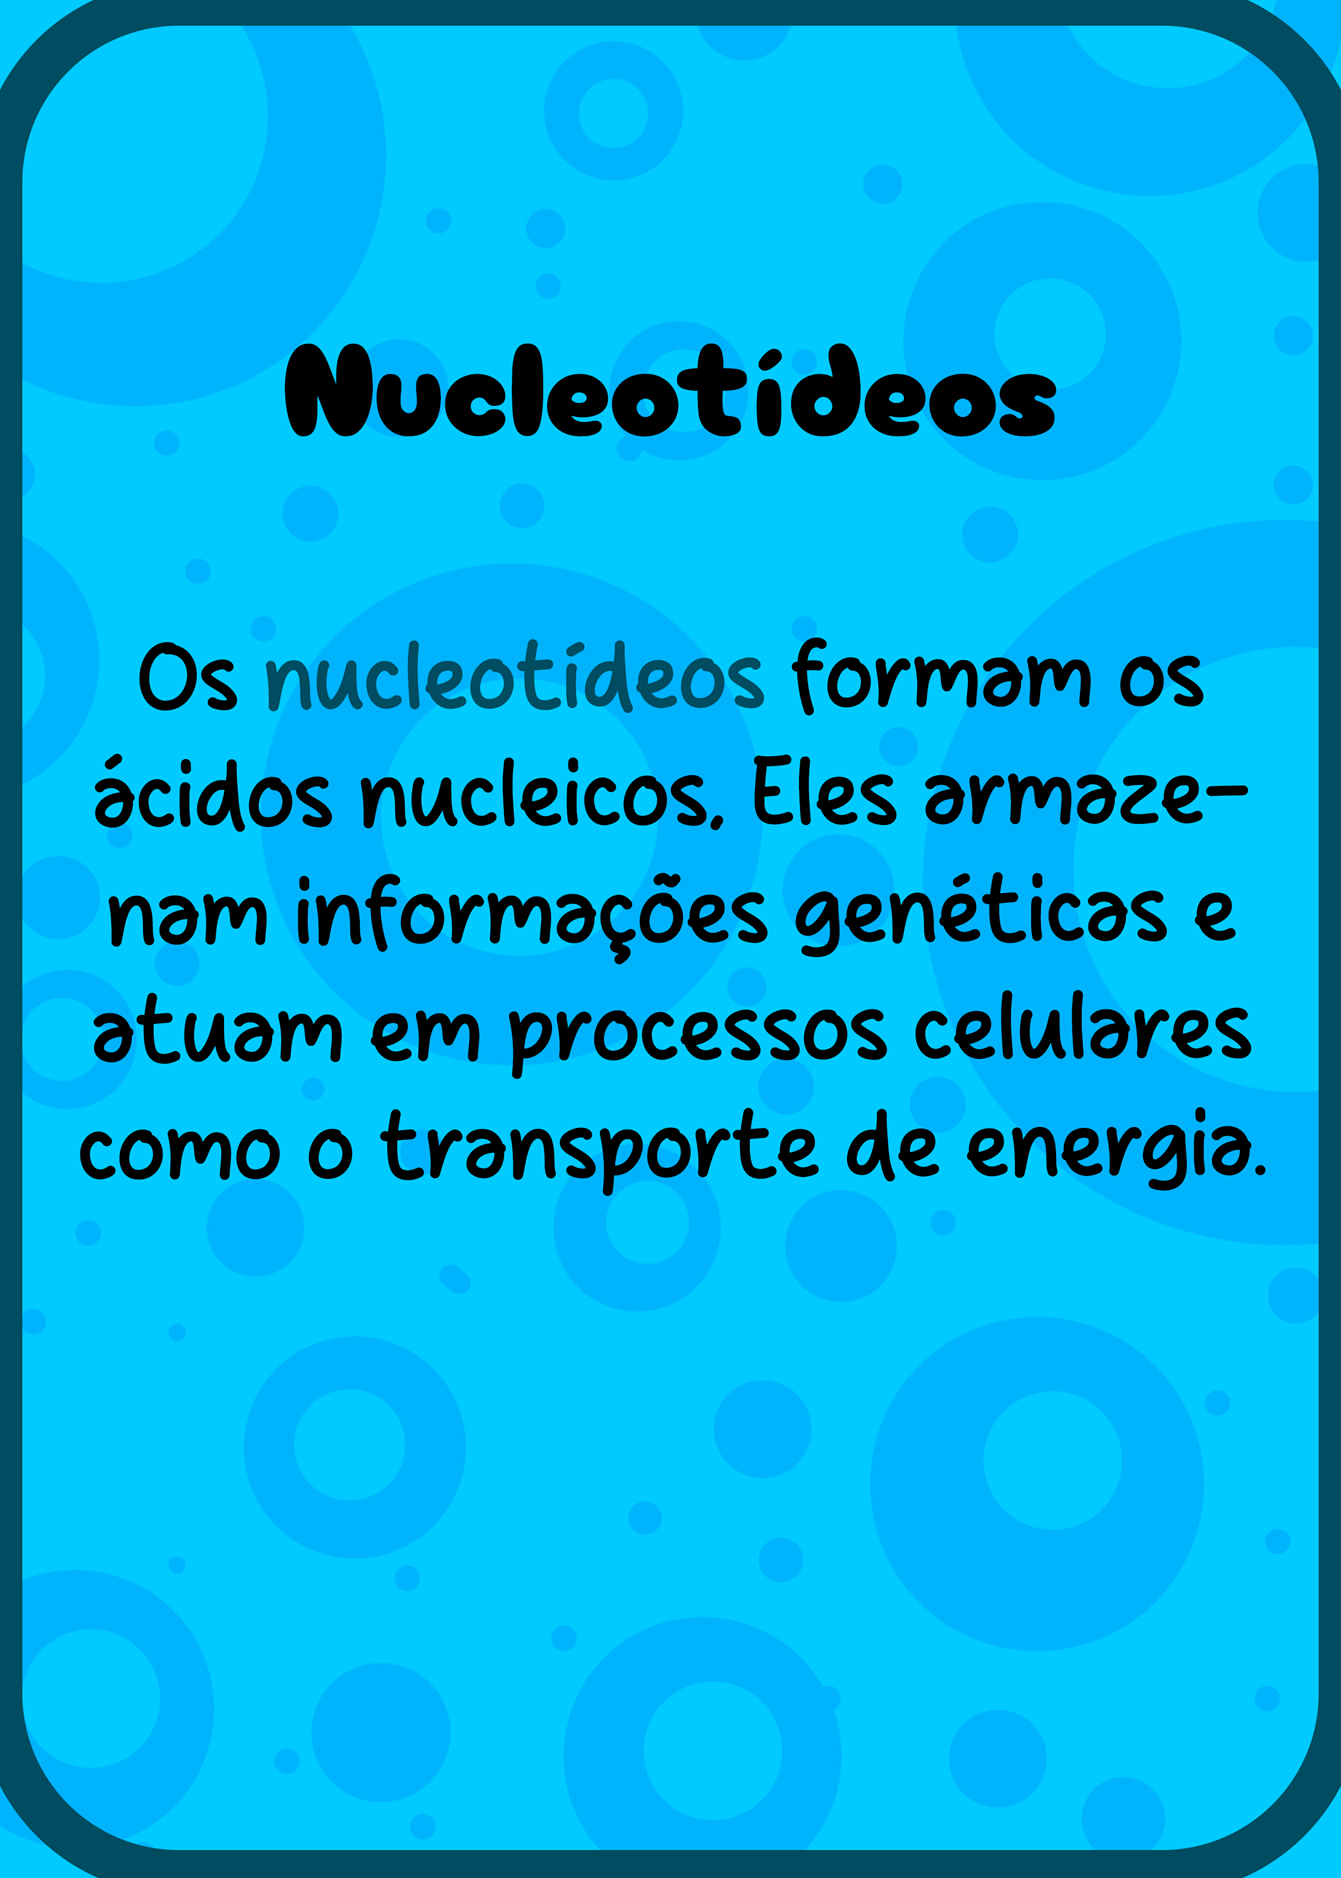 Nucleotídeos
Os nucleotídeos formam os
ácidos nucleicos. Eles armaze-
nam informações genéticas e
atuam em processos celulares
como o transporte de energia.